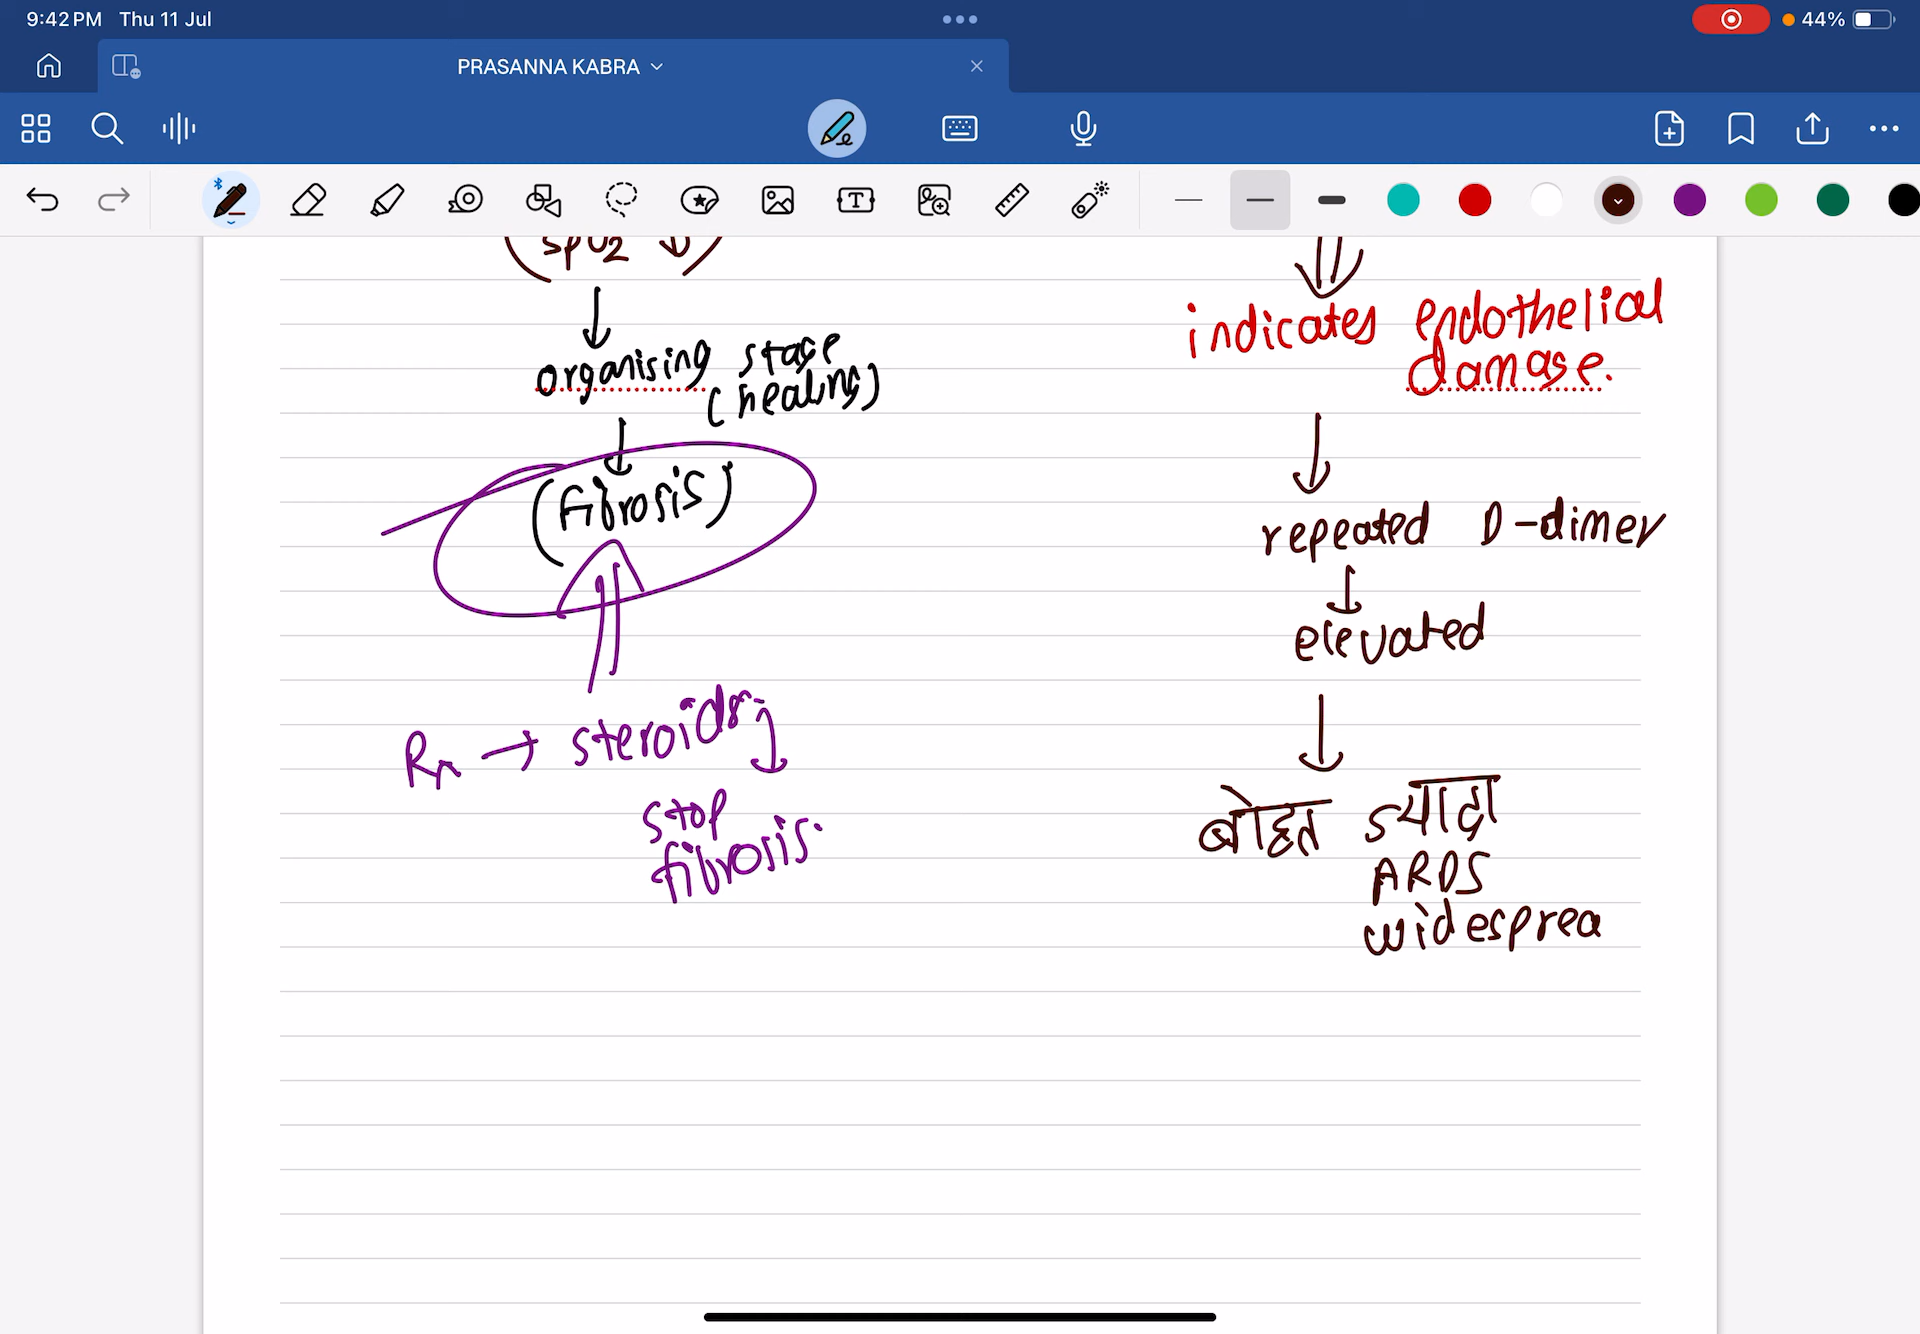 9:42 PM Thu 11 Jul
44%
PRASANNA KABRA
(SpO2 ↓)
organising stage
(healing)
(fibrosis)
Rx → steroids
stop
fibrosis.
indicates endothelial
damage.
repeated D-dimer
elevated
बोहत ज्यादा
ARDS
widesprea